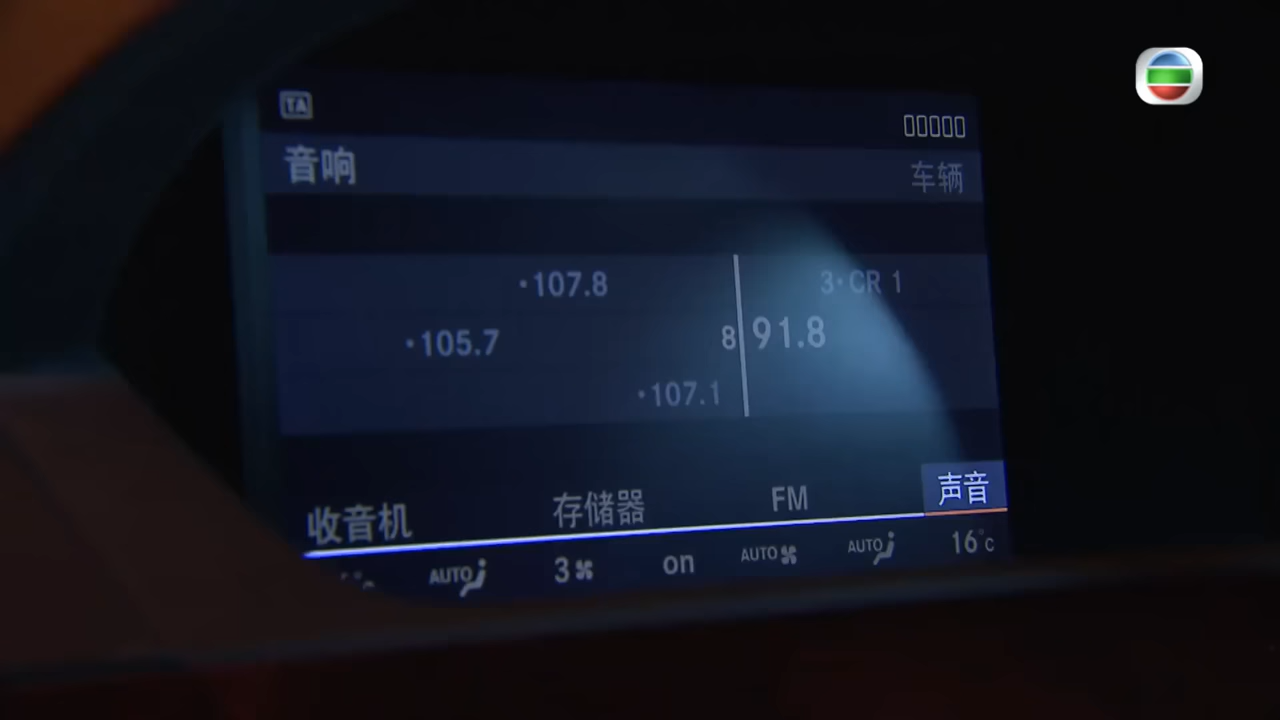 TA
音响 车辆
·107.8 3·CR 1
·105.7 8 91.8
·107.1
收音机 存储器 FM 声音
AUTO 3 on AUTO AUTO 16°C